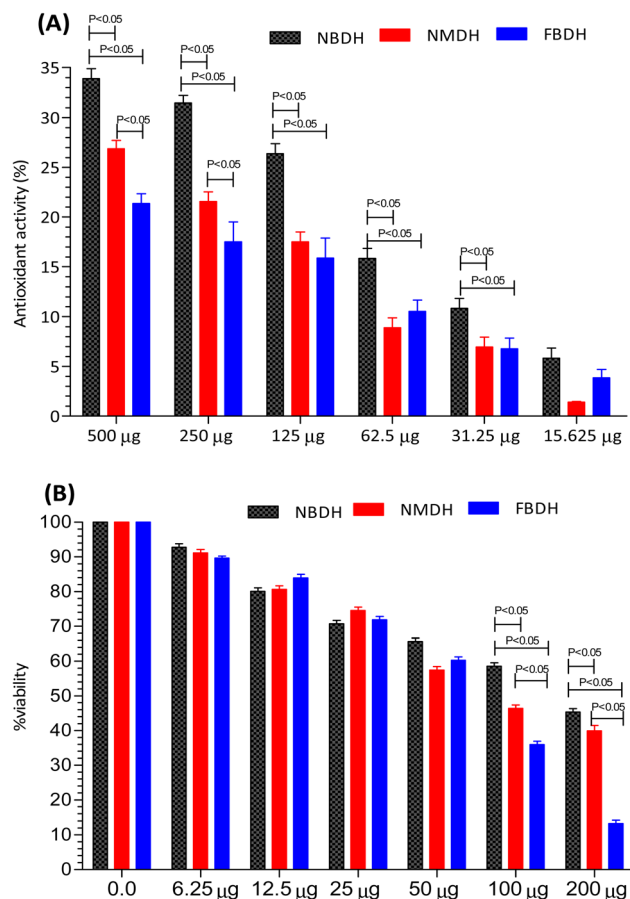 (A)
NBDH NMDH FBDH
Antioxidant activity (%)
35
30
25
20
15
10
5
0
P<0.05
P<0.05
P<0.05
P<0.05
P<0.05
P<0.05
P<0.05
P<0.05
P<0.05
P<0.05
P<0.05
P<0.05
500 µg 250 µg 125 µg 62.5 µg 31.25 µg 15.625 µg
(B)
NBDH NMDH FBDH
%viability
100
90
80
70
60
50
40
30
20
10
0
P<0.05
P<0.05
P<0.05
P<0.05
P<0.05
P<0.05
0.0 6.25 µg 12.5 µg 25 µg 50 µg 100 µg 200 µg